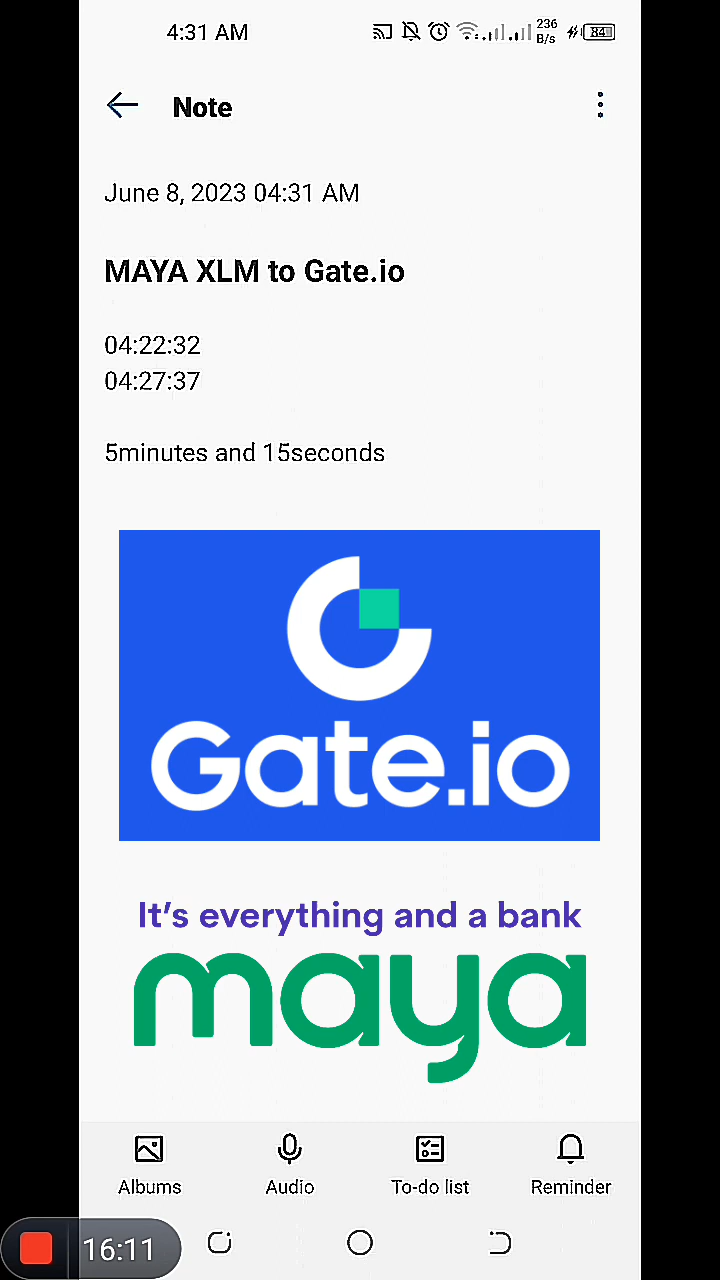 4:31 AM
236
B/s
84
Note
June 8, 2023 04:31 AM
MAYA XLM to Gate.io
04:22:32
04:27:37
5minutes and 15seconds
Gate.io
It's everything and a bank
maya
Albums Audio To-do list Reminder
16:11